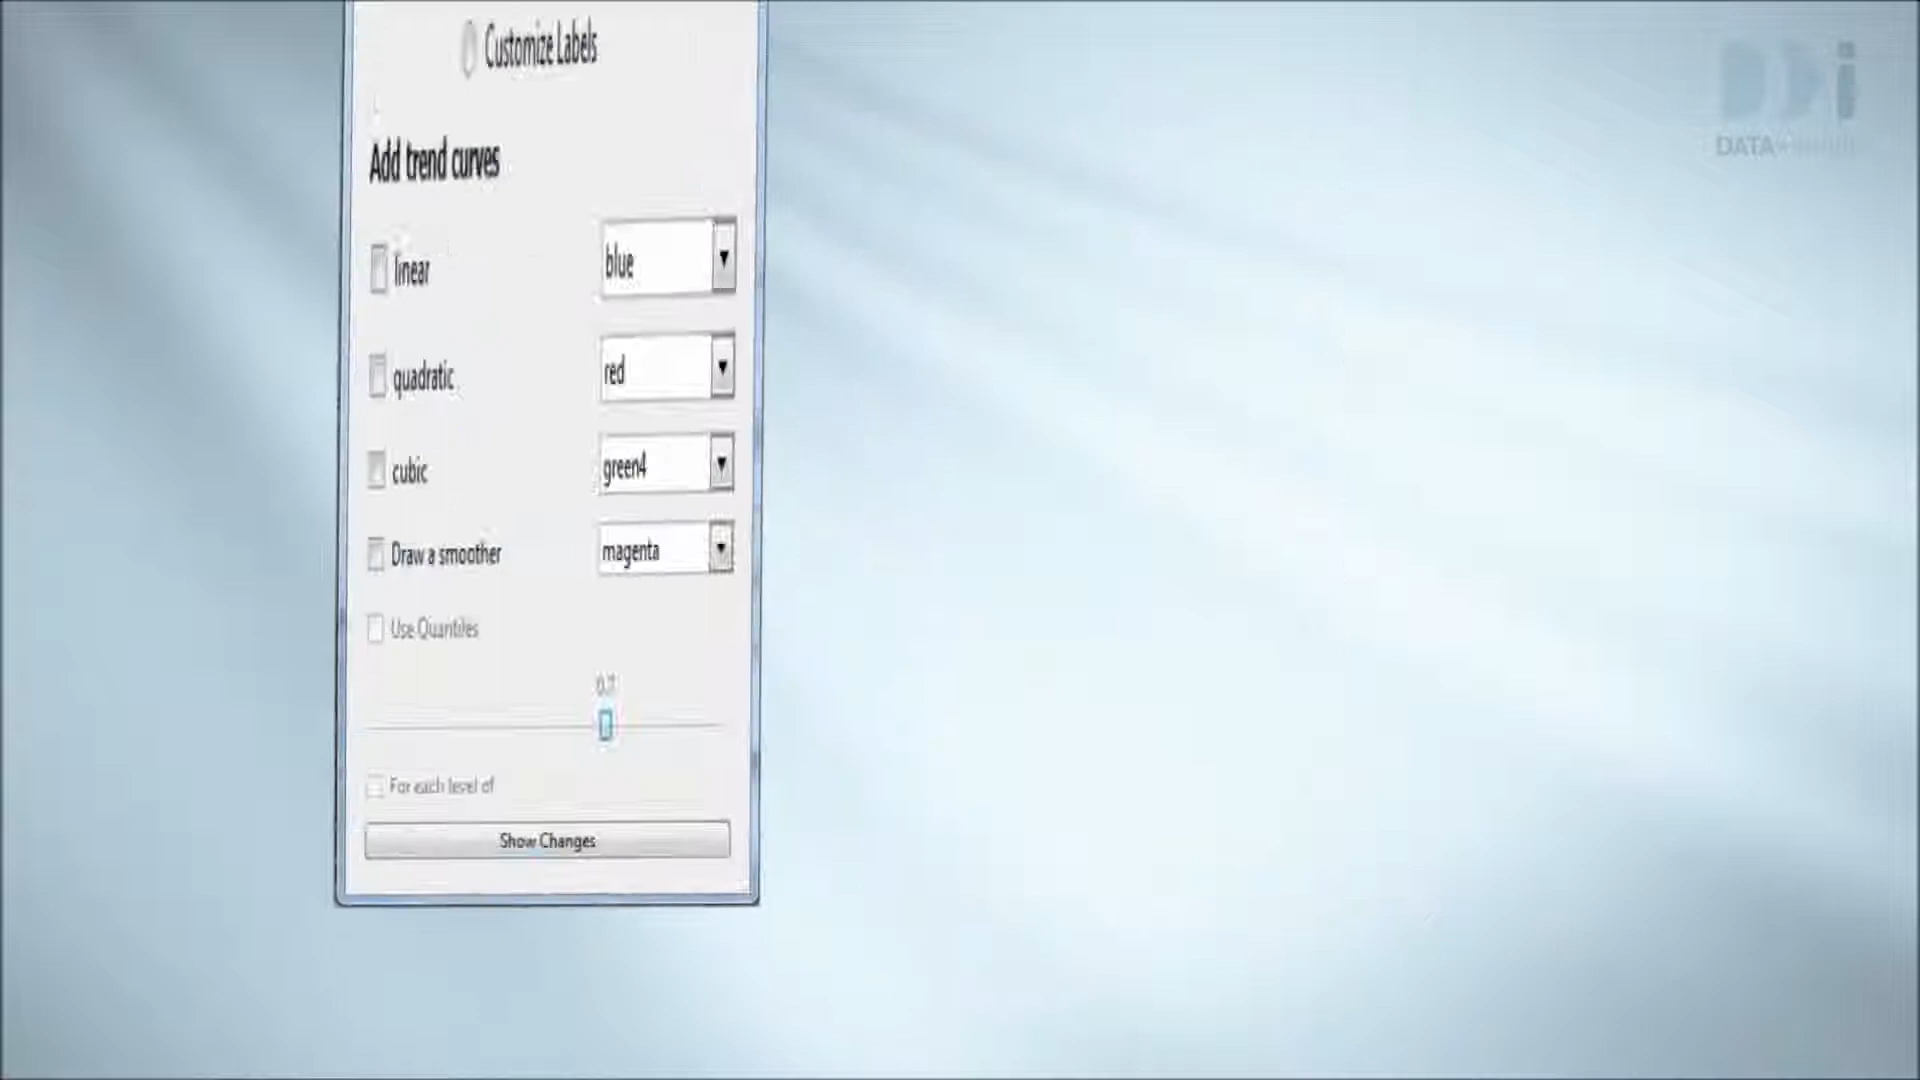 Customize Labels
DDi
DATA
Add trend curves
linear
blue
quadratic
red
cubic
green4
Draw a smoother
magenta
Use Quantiles
0.7
For each level of
Show Changes